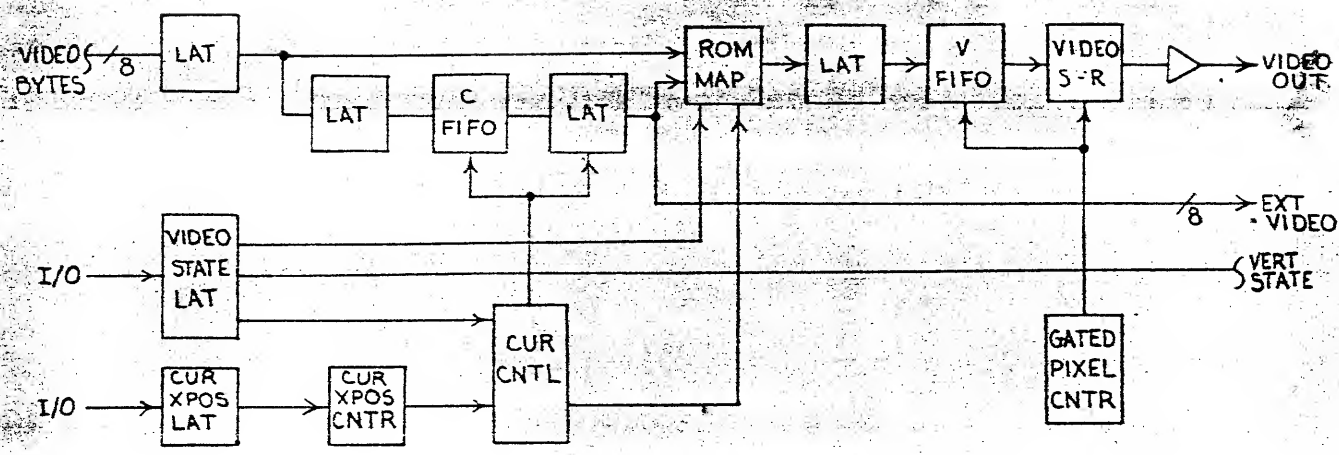 VIDEO
BYTES
8
LAT
ROM
MAP
LAT
V
FIFO
VIDEO
S-R
VIDEO
OUT
LAT
C
FIFO
LAT
8
EXT
VIDEO
I/O
VIDEO
STATE
LAT
VERT
STATE
CUR
CNTL
GATED
PIXEL
CNTR
I/O
CUR
XPOS
LAT
CUR
XPOS
CNTR